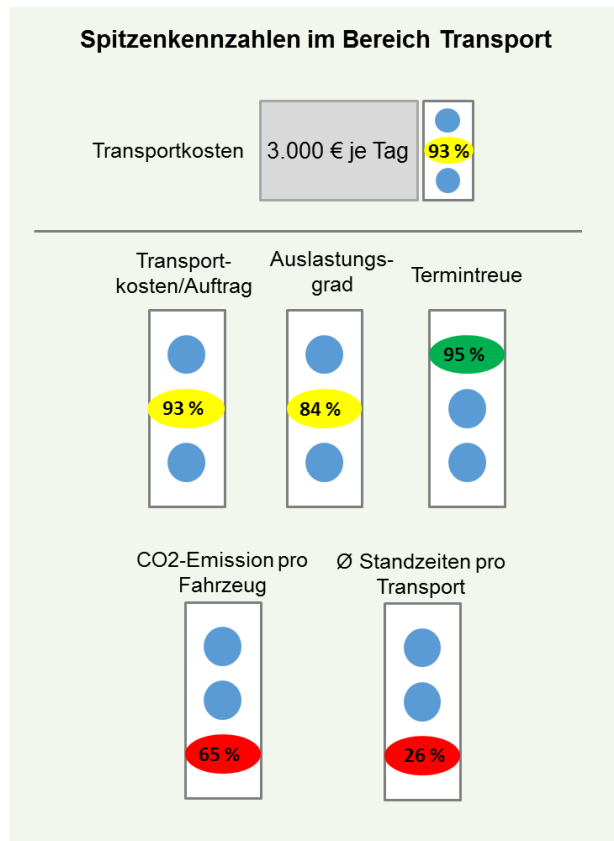 Spitzenkennzahlen im Bereich Transport
Transportkosten
3.000 € je Tag
93 %
Transport-
kosten/Auftrag
Auslastungs-
grad
Termintreue
93 %
84 %
95 %
CO2-Emission pro
Fahrzeug
Ø Standzeiten pro
Transport
65 %
26 %